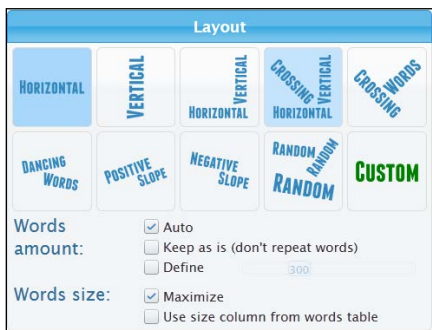 Layout
HORIZONTAL
VERTICAL
HORIZONTAL VERTICAL
CROSSING HORIZONTAL VERTICAL
CROSSING WORDS
DANCING WORDS
POSITIVE SLOPE
NEGATIVE SLOPE
RANDOM RANDOM RANDOM
CUSTOM
Words amount:
Auto
Keep as is (don't repeat words)
Define 300
Words size:
Maximize
Use size column from words table